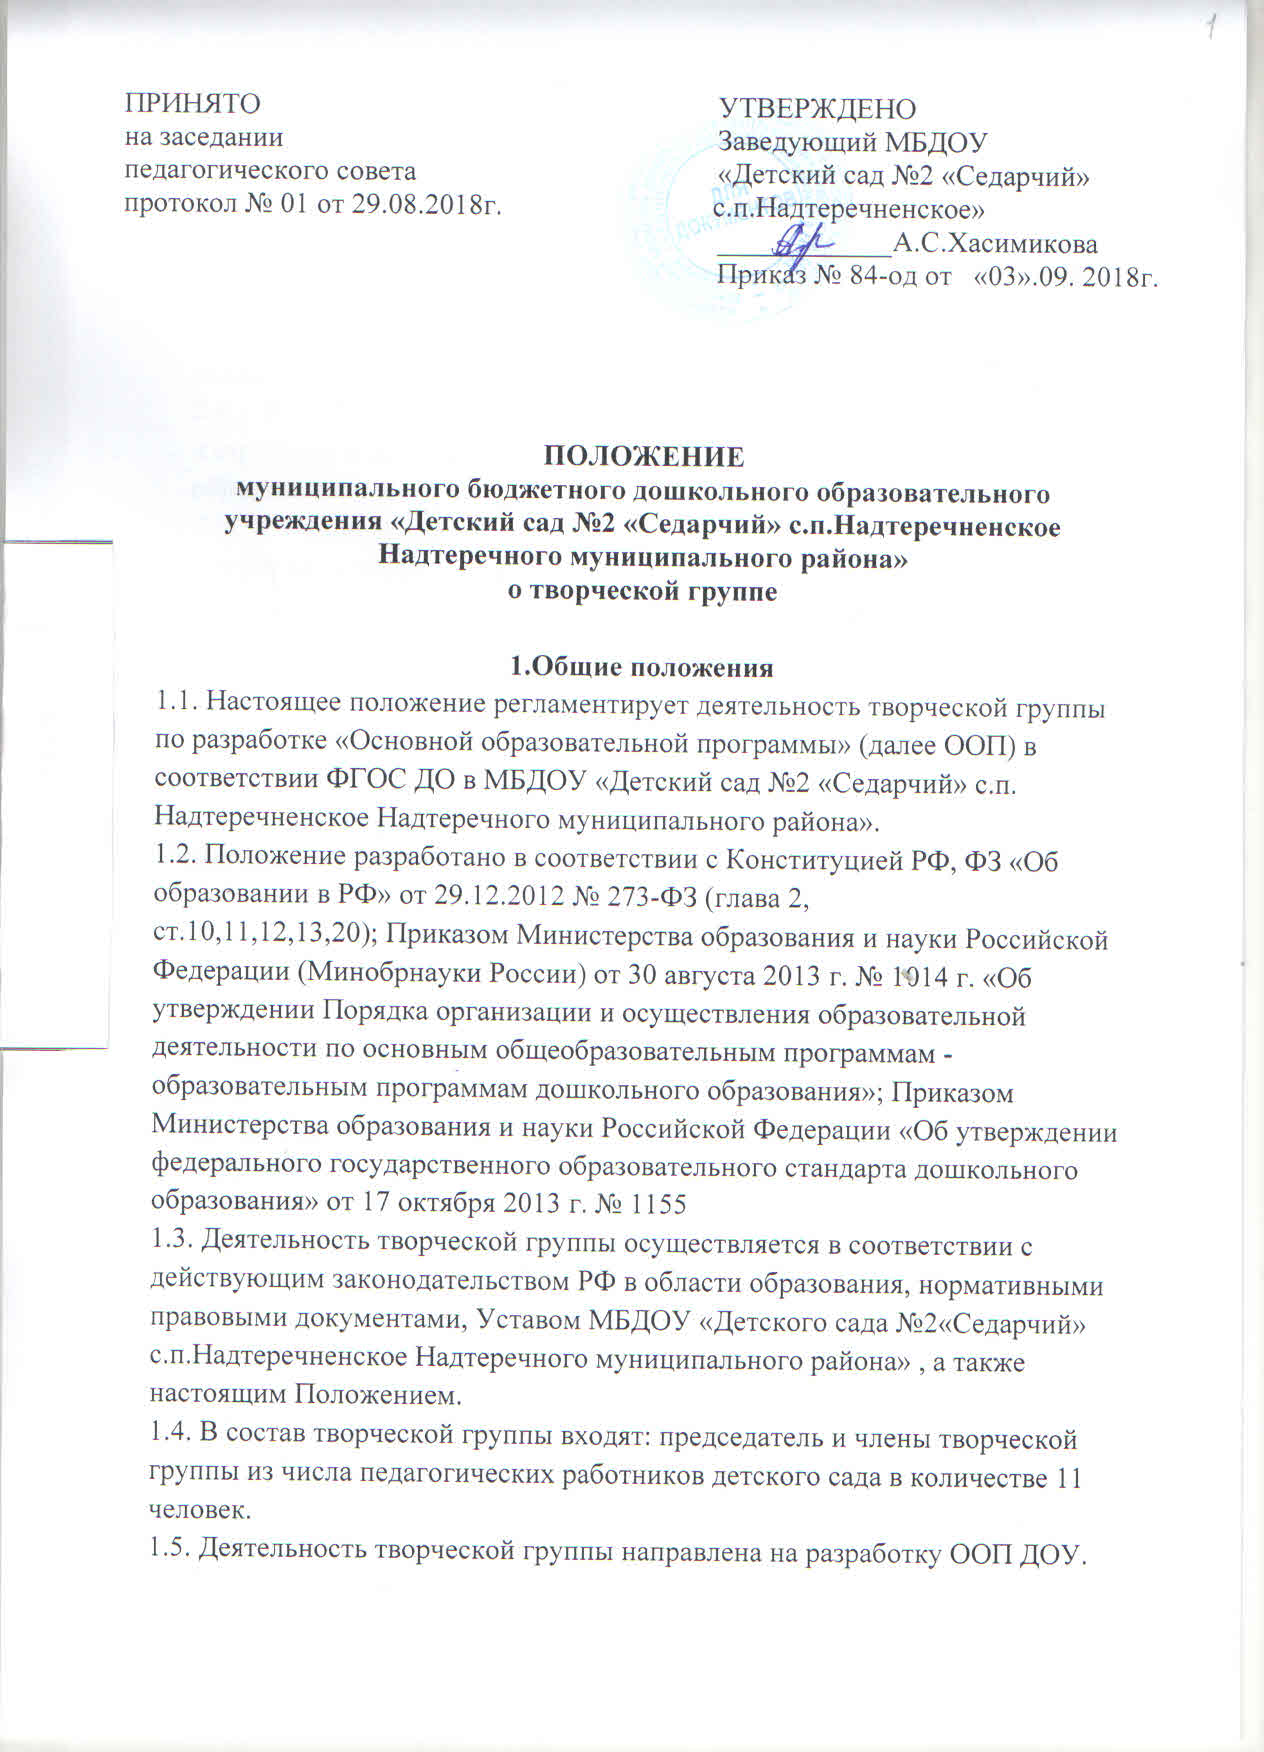 1
ПРИНЯТО
на заседании
педагогического совета
протокол № 01 от 29.08.2018г.
УТВЕРЖДЕНО
Заведующий МБДОУ
«Детский сад №2 «Седарчий»
с.п.Надтеречненское»
____________А.С.Хасимикова
Приказ № 84-од от «03».09. 2018г.
ДЛЯ
ДОКУМЕНТОВ
ПОЛОЖЕНИЕ
муниципального бюджетного дошкольного образовательного
учреждения «Детский сад №2 «Седарчий» с.п.Надтеречненское
Надтеречного муниципального района»
о творческой группе
1.Общие положения
1.1. Настоящее положение регламентирует деятельность творческой группы
по разработке «Основной образовательной программы» (далее ООП) в
соответствии ФГОС ДО в МБДОУ «Детский сад №2 «Седарчий» с.п.
Надтеречненское Надтеречного муниципального района».
1.2. Положение разработано в соответствии с Конституцией РФ, ФЗ «Об
образовании в РФ» от 29.12.2012 № 273-ФЗ (глава 2,
ст.10,11,12,13,20); Приказом Министерства образования и науки Российской
Федерации (Минобрнауки России) от 30 августа 2013 г. № 1014 г. «Об
утверждении Порядка организации и осуществления образовательной
деятельности по основным общеобразовательным программам -
образовательным программам дошкольного образования»; Приказом
Министерства образования и науки Российской Федерации «Об утверждении
федерального государственного образовательного стандарта дошкольного
образования» от 17 октября 2013 г. № 1155
1.3. Деятельность творческой группы осуществляется в соответствии с
действующим законодательством РФ в области образования, нормативными
правовыми документами, Уставом МБДОУ «Детского сада №2«Седарчий»
с.п.Надтеречненское Надтеречного муниципального района» , а также
настоящим Положением.
1.4. В состав творческой группы входят: председатель и члены творческой
группы из числа педагогических работников детского сада в количестве 11
человек.
1.5. Деятельность творческой группы направлена на разработку ООП ДОУ.